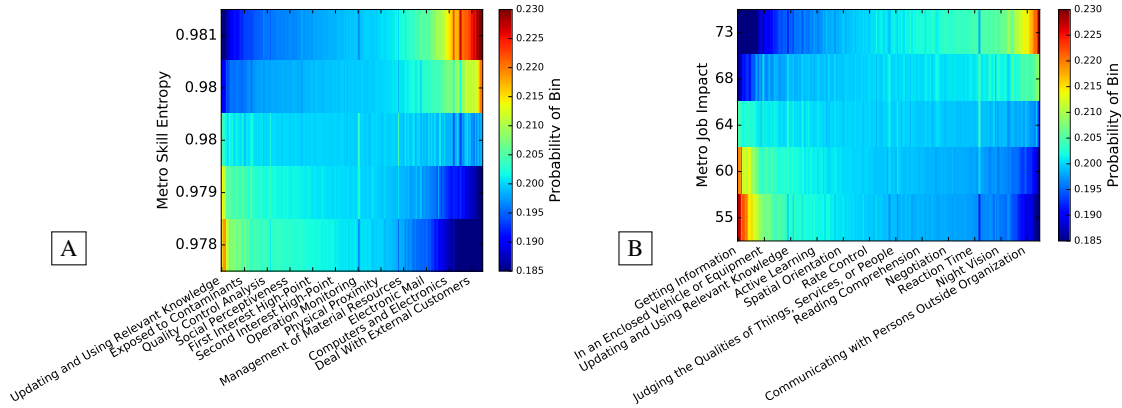 0.981
0.98
0.98
0.979
0.978
Metro Skill Entropy
0.230
0.225
0.220
0.215
0.210
0.205
0.200
0.195
0.190
0.185
Probability of Bin
Updating and Using Relevant Knowledge
Exposed to Contaminants
Quality Control Analysis
Social Perceptiveness
First Interest High-Point
Second Interest High-Point
Operation Monitoring
Physical Proximity
Management of Material Resources
Electronic Mail
Computers and Electronics
Deal With External Customers
A
73
68
64
60
55
Metro Job Impact
0.230
0.225
0.220
0.215
0.210
0.205
0.200
0.195
0.190
0.185
Probability of Bin
Getting Information
In an Enclosed Vehicle or Equipment
Updating and Using Relevant Knowledge
Active Learning
Spatial Orientation
Rate Control
Judging the Qualities of Things, Services, or People
Reading Comprehension
Negotiation
Reaction Time
Night Vision
Communicating with Persons Outside Organization
B